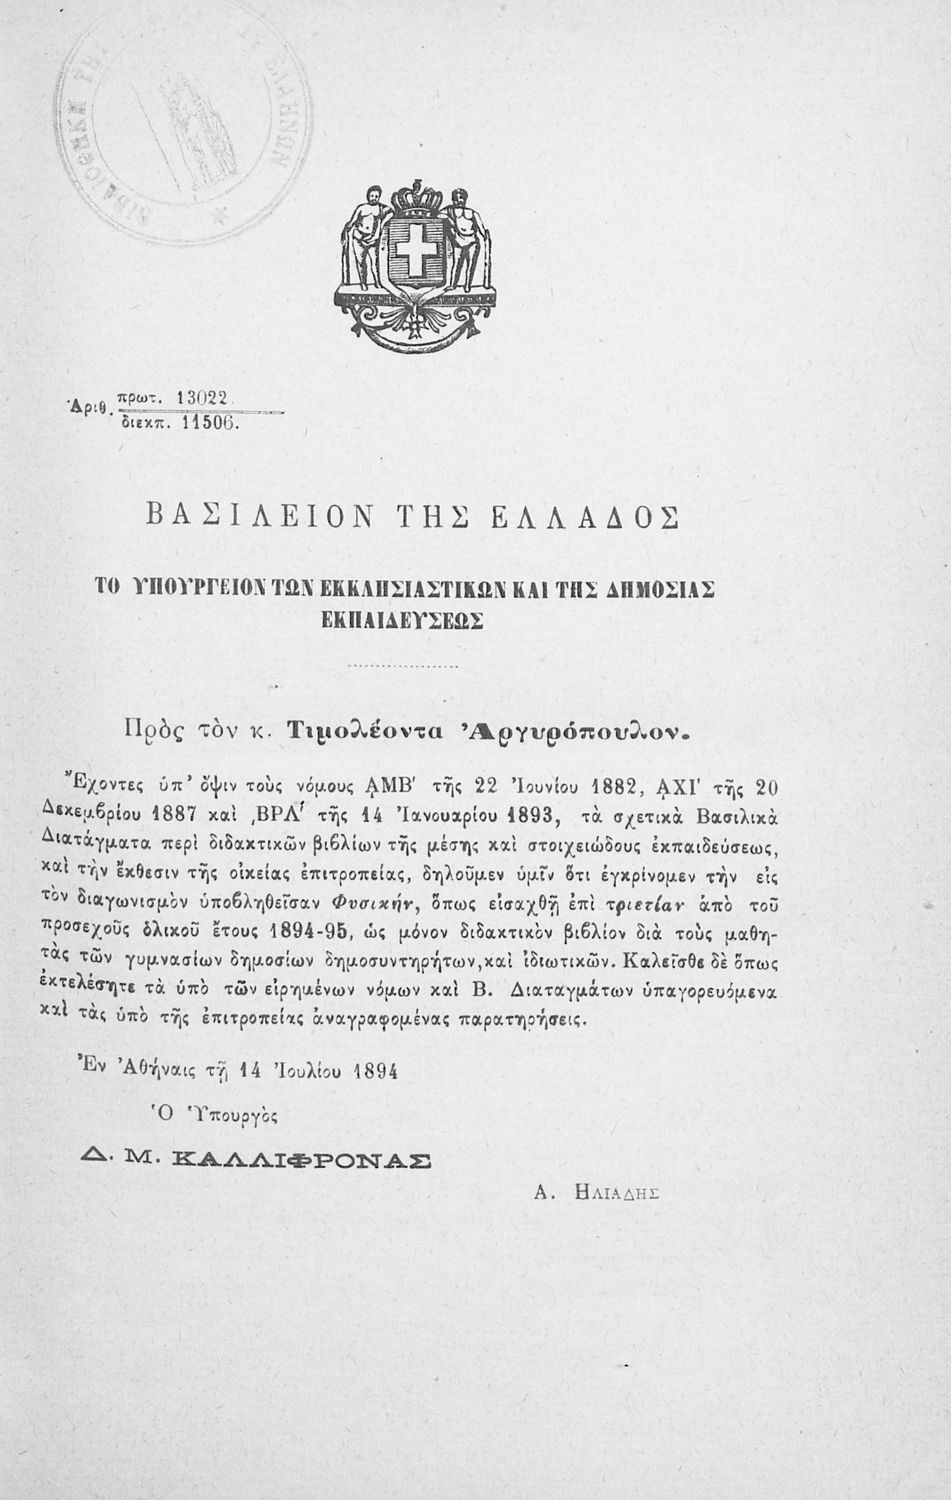 ΒΙΒΛΙΟΘΗΚΗ ΤΗΣ ΕΛΛΗΝΩΝ
Ἀριθ. πρωτ. 13022
διεκπ. 11506.
ΒΑΣΙΛΕΙΟΝ ΤΗΣ ΕΛΛΑΔΟΣ
ΤΟ ΥΠΟΥΡΓΕΙΟΝ ΤΩΝ ΕΚΚΛΗΣΙΑΣΤΙΚΩΝ ΚΑΙ ΤΗΣ ΔΗΜΟΣΙΑΣ
ΕΚΠΑΙΔΕΥΣΕΩΣ
Πρὸς τὸν κ. Τιμολέοντα Ἀργυρόπουλον.
Ἔχοντες ὑπ' ὄψιν τοὺς νόμους ͵ΑΜΒ′ τῆς 22 Ἰουνίου 1882, ͵ΑΧΙ′ τῆς 20
Δεκεμβρίου 1887 καὶ ͵ΒΡΛ′ τῆς 14 Ἰανουαρίου 1893, τὰ σχετικὰ Βασιλικὰ
Διατάγματα περὶ διδακτικῶν βιβλίων τῆς μέσης καὶ στοιχειώδους ἐκπαιδεύσεως,
καὶ τὴν ἔκθεσιν τῆς οἰκείας ἐπιτροπείας, δηλοῦμεν ὑμῖν ὅτι ἐγκρίνομεν τὴν εἰς
τὸν διαγωνισμὸν ὑποβληθεῖσαν Φυσικήν, ὅπως εἰσαχθῇ ἐπὶ τριετίαν ἀπὸ τοῦ
προσεχοῦς ὁλικοῦ ἔτους 1894-95, ὡς μόνον διδακτικὸν βιβλίον διὰ τοὺς μαθη-
τὰς τῶν γυμνασίων δημοσίων δημοσυντηρήτων, καὶ ἰδιωτικῶν. Καλεῖσθε δὲ ὅπως
ἐκτελέσητε τὰ ὑπὸ τῶν εἰρημένων νόμων καὶ Β. Διαταγμάτων ὑπαγορευόμενα
καὶ τὰς ὑπὸ τῆς ἐπιτροπείας ἀναγραφομένας παρατηρήσεις.
Ἐν Ἀθήναις τῇ 14 Ἰουλίου 1894
Ὁ Ὑπουργὸς
Δ. Μ. ΚΑΛΛΙΦΡΟΝΑΣ
Α. ΗΛΙΑΔΗΣ